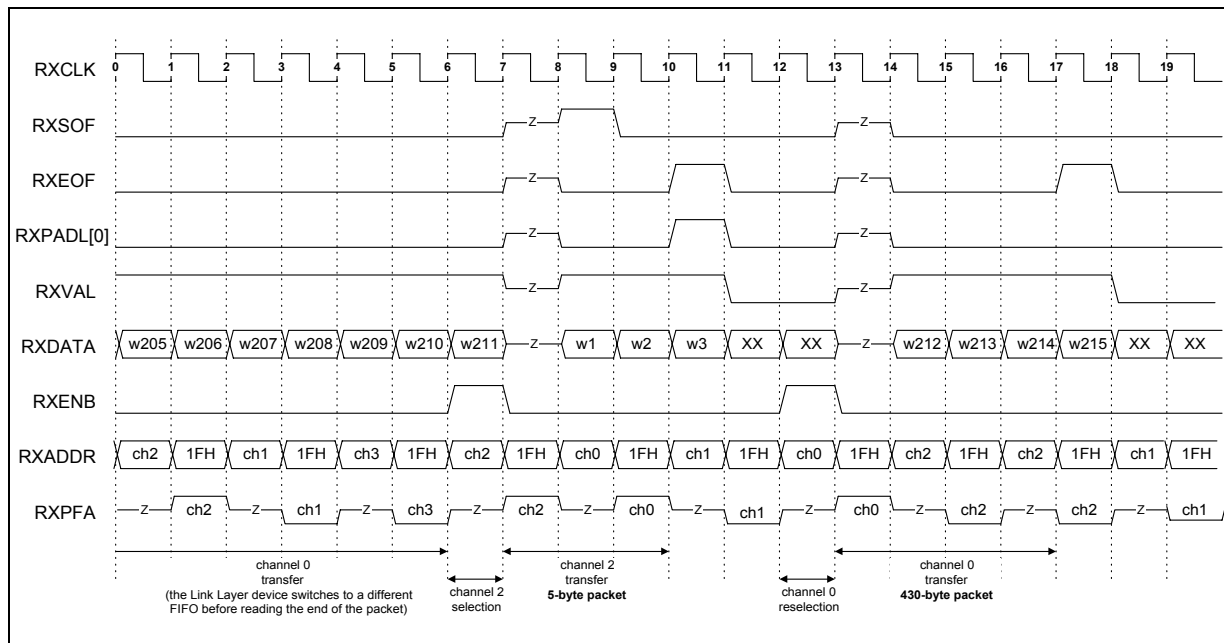 RXCLK 0 1 2 3 4 5 6 7 8 9 10 11 12 13 14 15 16 17 18 19
RXSOF Z Z
RXEOF Z Z
RXPADL[0] Z Z
RXVAL Z Z
RXDATA w205 w206 w207 w208 w209 w210 w211 Z w1 w2 w3 XX XX Z w212 w213 w214 w215 XX XX
RXENB
RXADDR ch2 1FH ch1 1FH ch3 1FH ch2 1FH ch0 1FH ch1 1FH ch0 1FH ch2 1FH ch2 1FH ch1 1FH
RXPFA Z ch2 Z ch1 Z ch3 Z ch2 Z ch0 Z ch1 Z ch0 Z ch2 Z ch2 Z ch1
channel 0
transfer
(the Link Layer device switches to a different
FIFO before reading the end of the packet)
channel 2
selection
channel 2
transfer
5-byte packet
channel 0
reselection
channel 0
transfer
430-byte packet